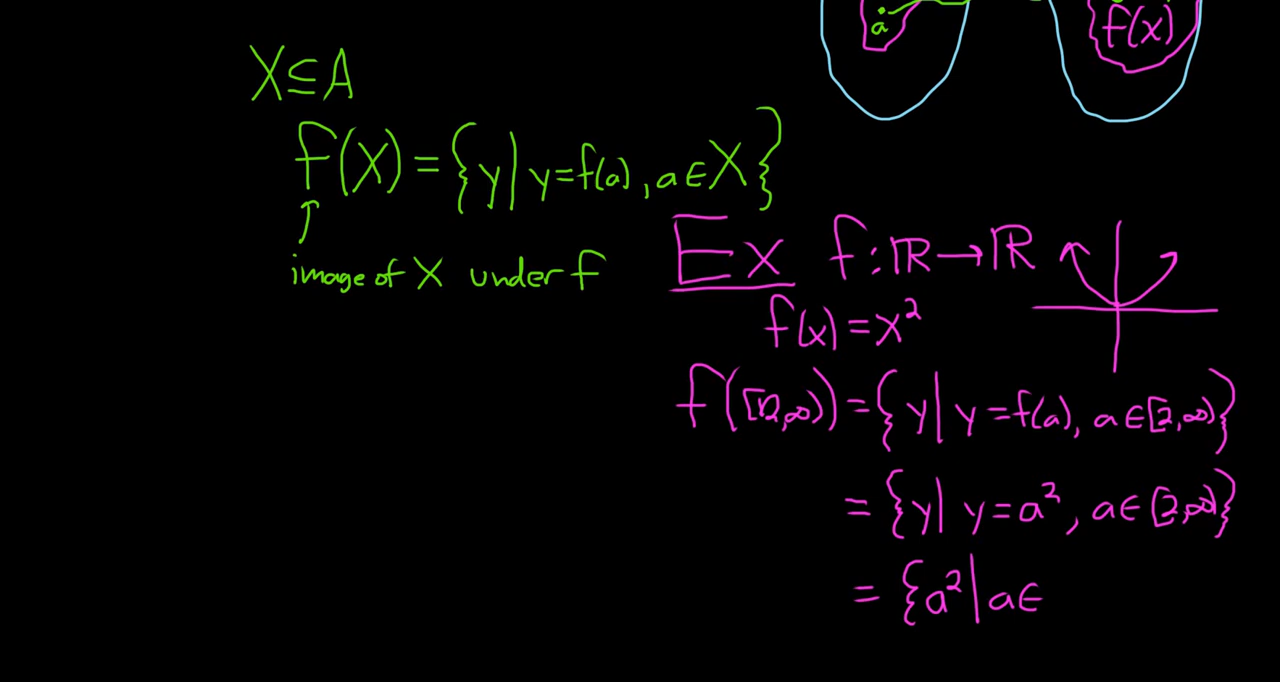 a
f(x)
X⊆A
f(X)={y|y=f(a),a∈X}
↑
image of X under f
Ex f:ℝ→ℝ
f(x)=x²
f([2,∞))={y|y=f(a), a∈[2,∞)}
={y|y=a², a∈[2,∞)}
={a²|a∈